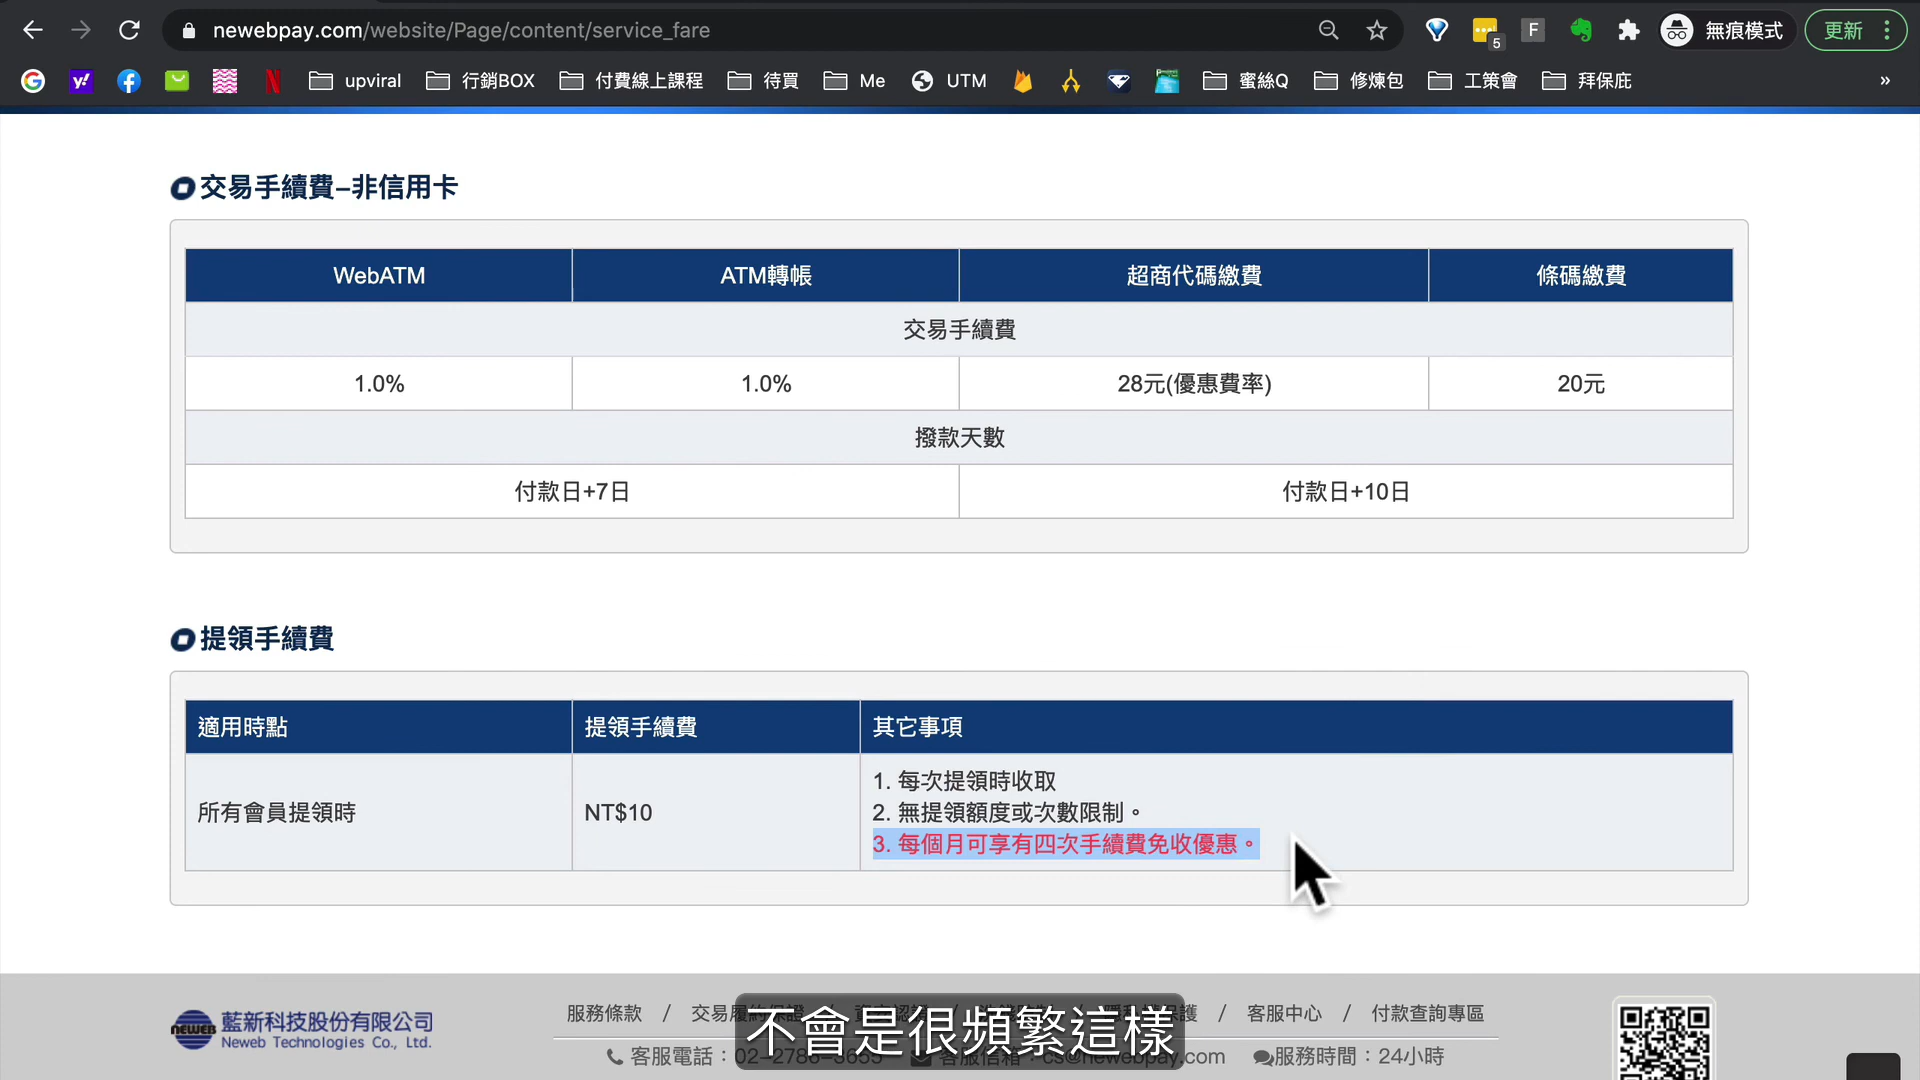 newebpay.com/website/Page/content/service_fare
5
F
無痕模式
更新
upviral
行銷BOX
付費線上課程
待買
Me
UTM
蜜絲Q
修煉包
工策會
拜保庇
»
交易手續費–非信用卡
WebATM
ATM轉帳
超商代碼繳費
條碼繳費
交易手續費
1.0%
1.0%
28元(優惠費率)
20元
撥款天數
付款日+7日
付款日+10日
提領手續費
適用時點
提領手續費
其它事項
所有會員提領時
NT$10
1. 每次提領時收取
2. 無提領額度或次數限制。
3. 每個月可享有四次手續費免收優惠。
NEWEB
藍新科技股份有限公司
Neweb Technologies Co., Ltd.
服務條款 / 交易 / / / 客服中心 / 付款查詢專區
不會是很頻繁這樣
客服電話：02-2786- cs@newebpay.com 服務時間：24小時